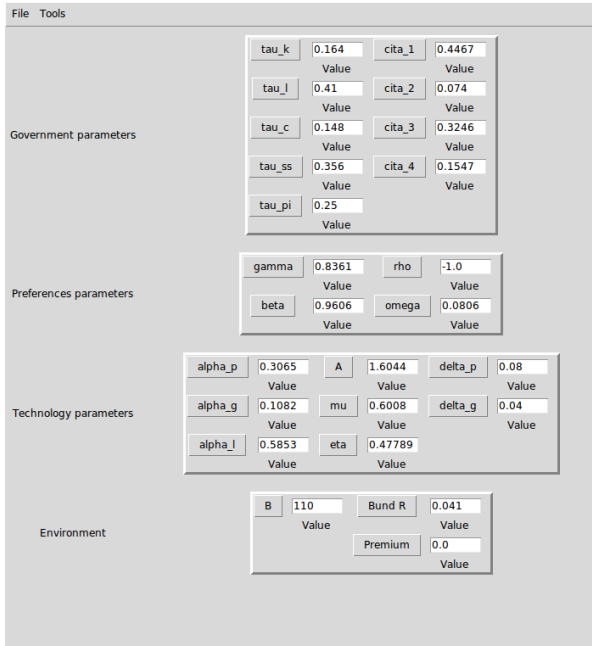 File Tools
tau_k 0.164 cita_1 0.4467
Value Value
tau_l 0.41 cita_2 0.074
Value Value
Government parameters
tau_c 0.148 cita_3 0.3246
Value Value
tau_ss 0.356 cita_4 0.1547
Value Value
tau_pi 0.25
Value
gamma 0.8361 rho -1.0
Value Value
Preferences parameters
beta 0.9606 omega 0.0806
Value Value
alpha_p 0.3065 A 1.6044 delta_p 0.08
Value Value Value
Technology parameters
alpha_g 0.1082 mu 0.6008 delta_g 0.04
Value Value Value
alpha_l 0.5853 eta 0.47789
Value Value
B 110 Bund R 0.041
Value Value
Environment
Premium 0.0
Value